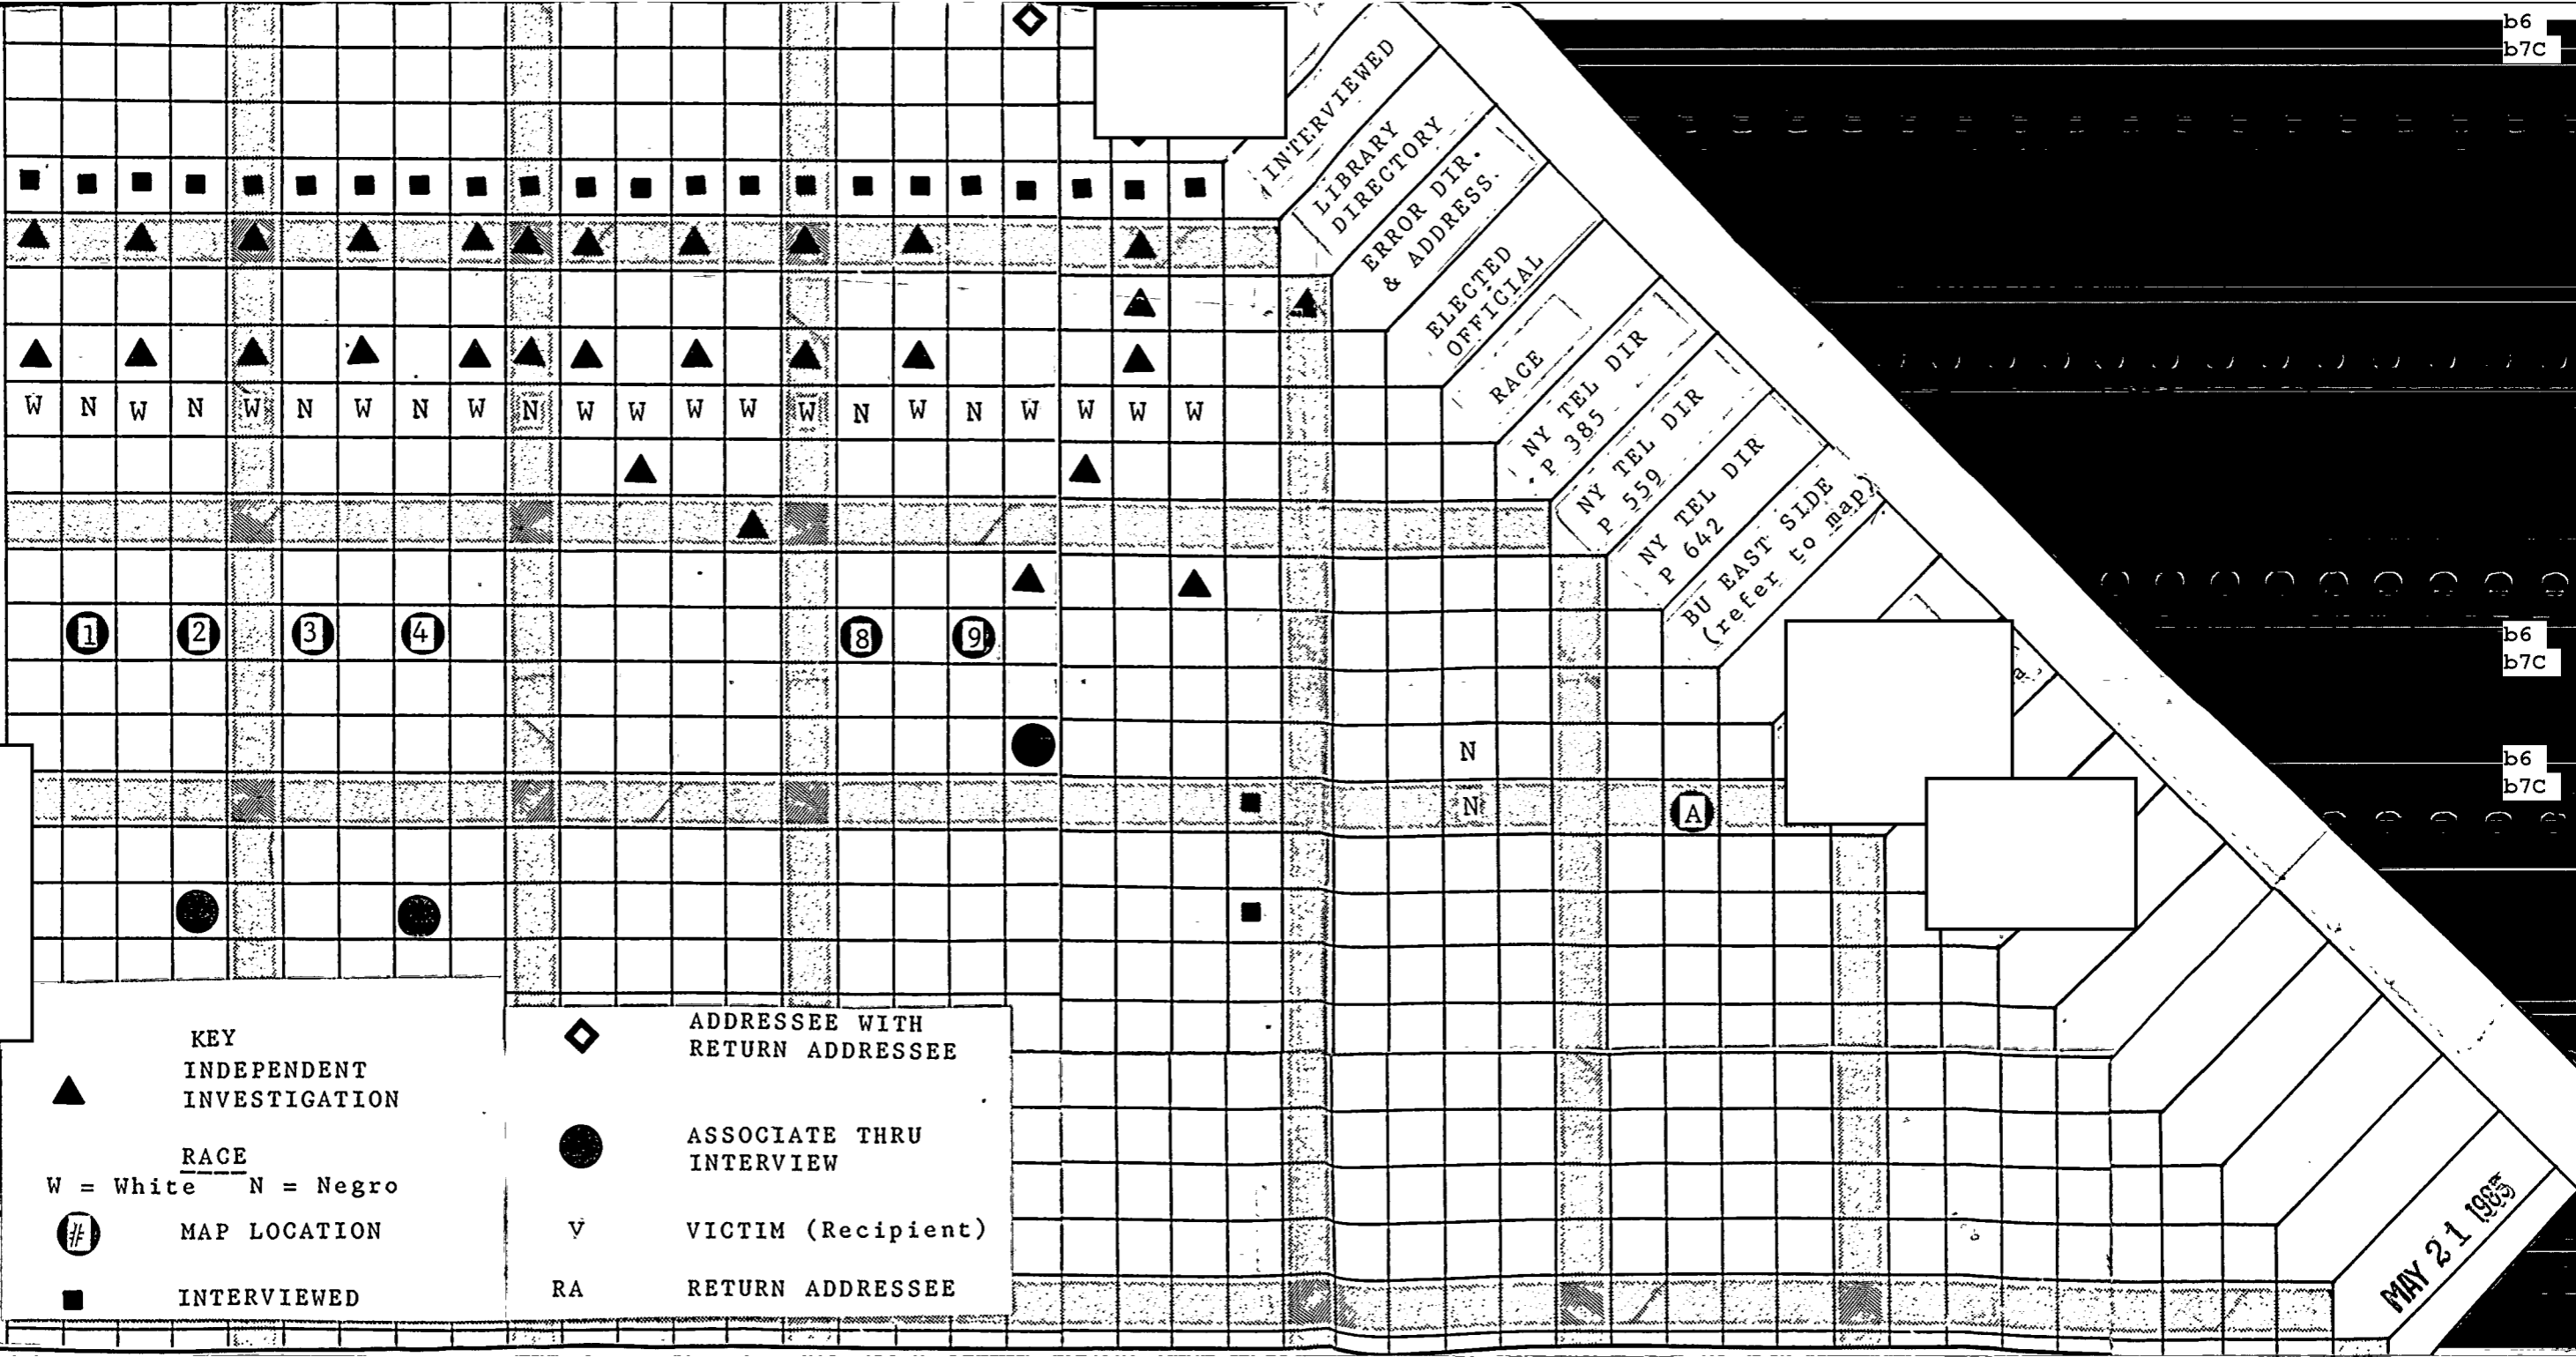 b6
b7C
INTERVIEWED
LIBRARY
DIRECTORY
ERROR DIR.
& ADDRESS.
ELECTED
OFFICIAL
RACE
NY TEL DIR
P 385
NY TEL DIR
P 559
NY TEL DIR
P 642
BU EAST SIDE
(refer to map)
W N W N W N W N W N W W W W W N W N W W W W
1 2 3 4 8 9
b6
b7C
N
b6
b7C
N A
KEY
INDEPENDENT
INVESTIGATION
RACE
W = White N = Negro
# MAP LOCATION
INTERVIEWED
ADDRESSEE WITH
RETURN ADDRESSEE
ASSOCIATE THRU
INTERVIEW
V VICTIM (Recipient)
RA RETURN ADDRESSEE
MAY 21 1985